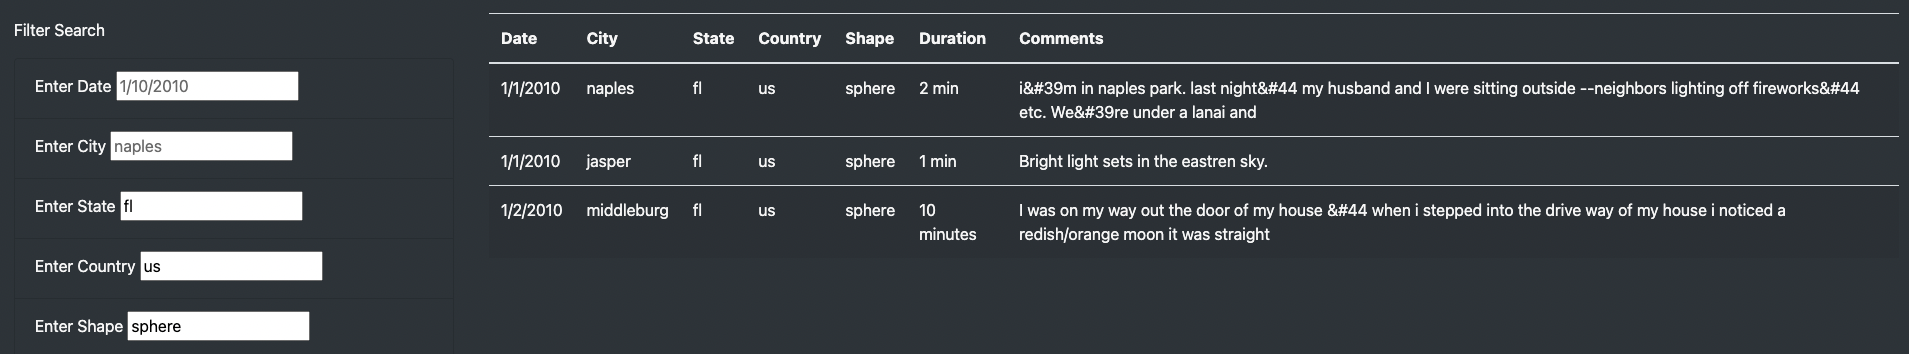 Filter Search
Enter Date 1/10/2010
Enter City naples
Enter State fl
Enter Country us
Enter Shape sphere
Date City State Country Shape Duration Comments
1/1/2010 naples fl us sphere 2 min i&#39m in naples park. last night&#44 my husband and I were sitting outside --neighbors lighting off fireworks&#44
etc. We&#39re under a lanai and
1/1/2010 jasper fl us sphere 1 min Bright light sets in the eastren sky.
1/2/2010 middleburg fl us sphere 10 I was on my way out the door of my house &#44 when i stepped into the drive way of my house i noticed a
minutes redish/orange moon it was straight